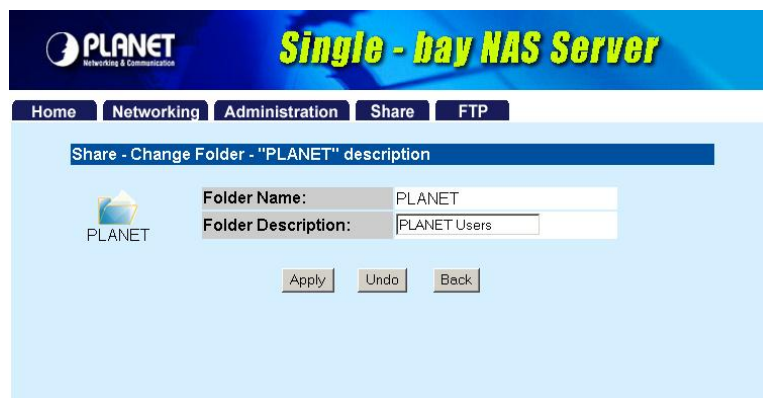 PLANET
Networking & Communication
Single - bay NAS Server
Home Networking Administration Share FTP
Share - Change Folder - "PLANET" description
PLANET
Folder Name: PLANET
Folder Description: PLANET Users
Apply Undo Back